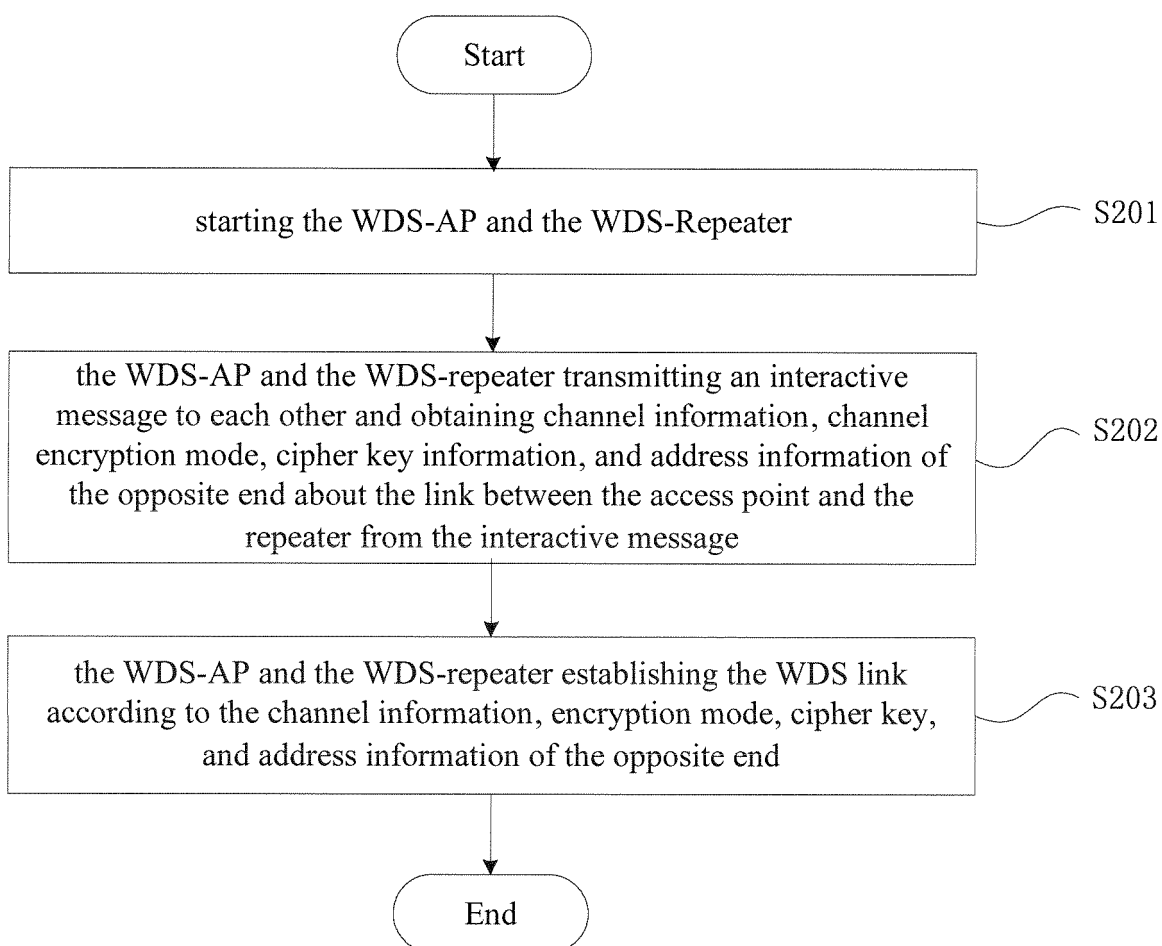 Start
starting the WDS-AP and the WDS-Repeater
S201
the WDS-AP and the WDS-repeater transmitting an interactive
message to each other and obtaining channel information, channel
encryption mode, cipher key information, and address information of
the opposite end about the link between the access point and the
repeater from the interactive message
S202
the WDS-AP and the WDS-repeater establishing the WDS link
according to the channel information, encryption mode, cipher key,
and address information of the opposite end
S203
End